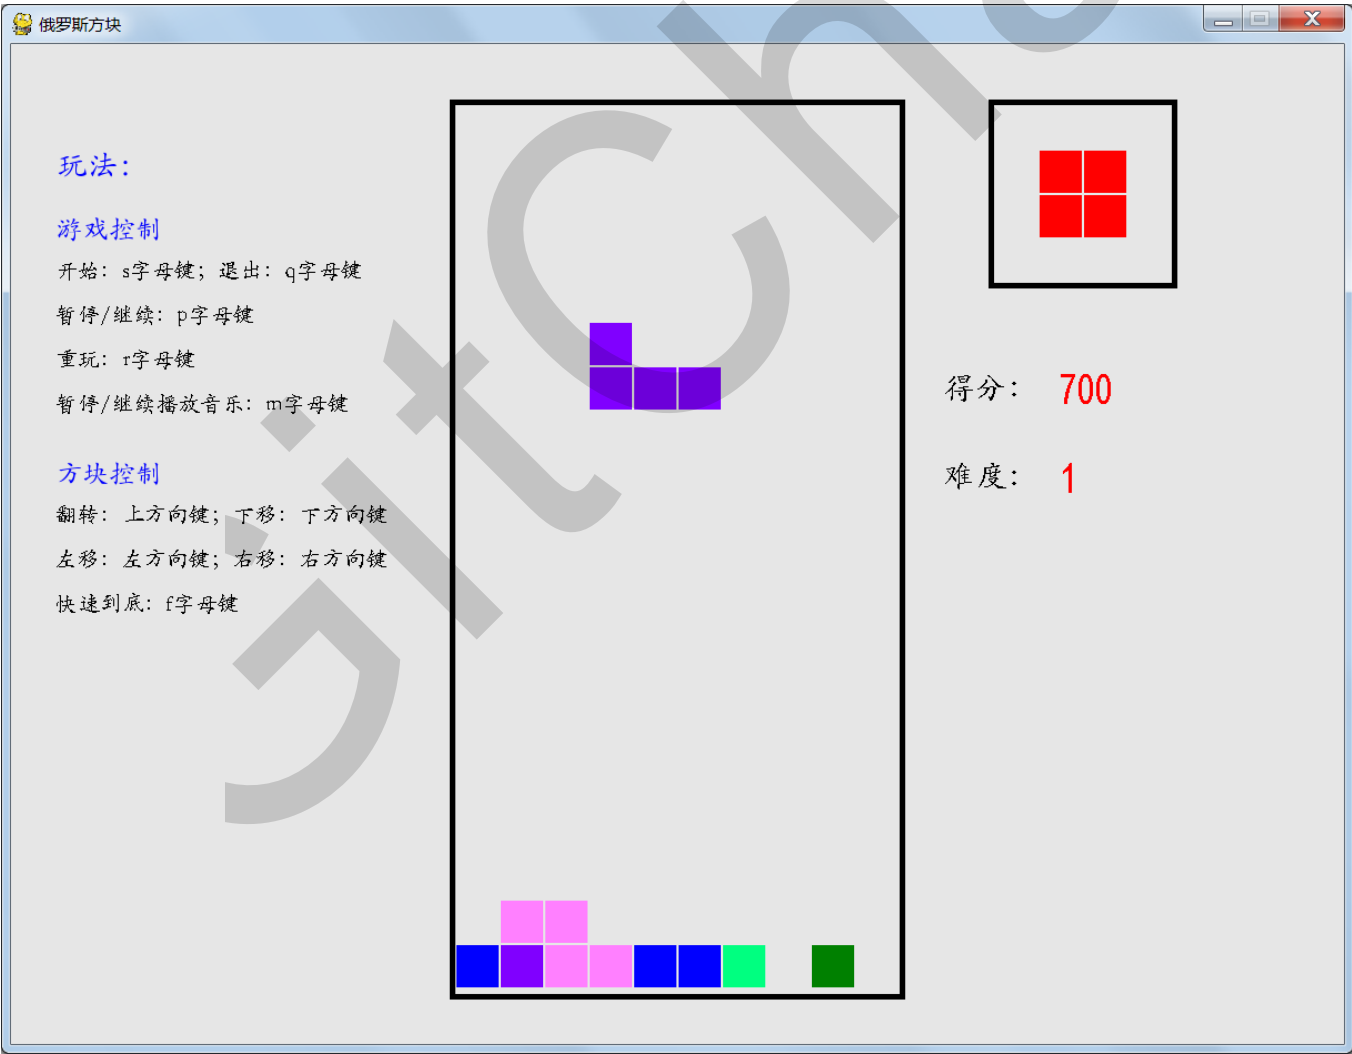 俄罗斯方块
玩法：
游戏控制
开始：s字母键；退出：q字母键
暂停/继续：p字母键
重玩：r字母键
暂停/继续播放音乐：m字母键
方块控制
翻转：上方向键；下移：下方向键
左移：左方向键；右移：右方向键
快速到底：f字母键
得分： 700
难度： 1
GitCha